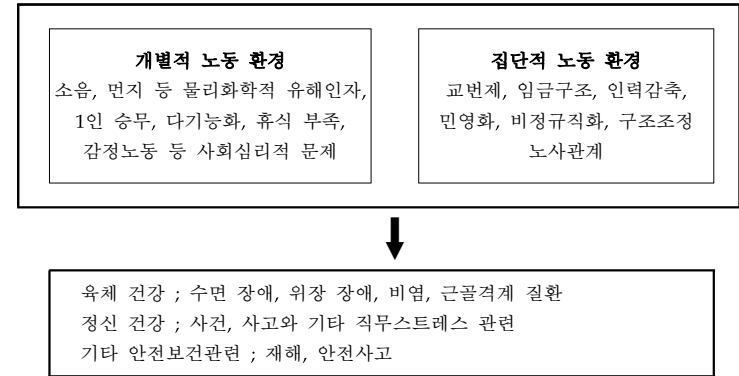 개별적 노동 환경
소음, 먼지 등 물리화학적 유해인자,
1인 승무, 다기능화, 휴식 부족,
감정노동 등 사회심리적 문제
집단적 노동 환경
교번제, 임금구조, 인력감축,
민영화, 비정규직화, 구조조정
노사관계
육체 건강 ; 수면 장애, 위장 장애, 비염, 근골격계 질환
정신 건강 ; 사건, 사고와 기타 직무스트레스 관련
기타 안전보건관련 ; 재해, 안전사고